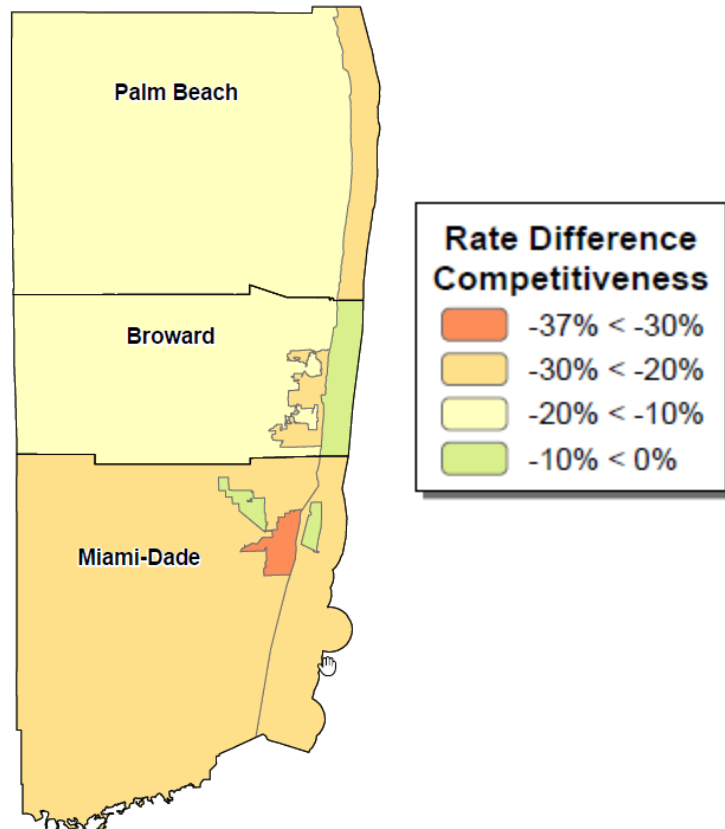 Palm Beach
Broward
Miami-Dade
Rate Difference
Competitiveness
-37% < -30%
-30% < -20%
-20% < -10%
-10% < 0%